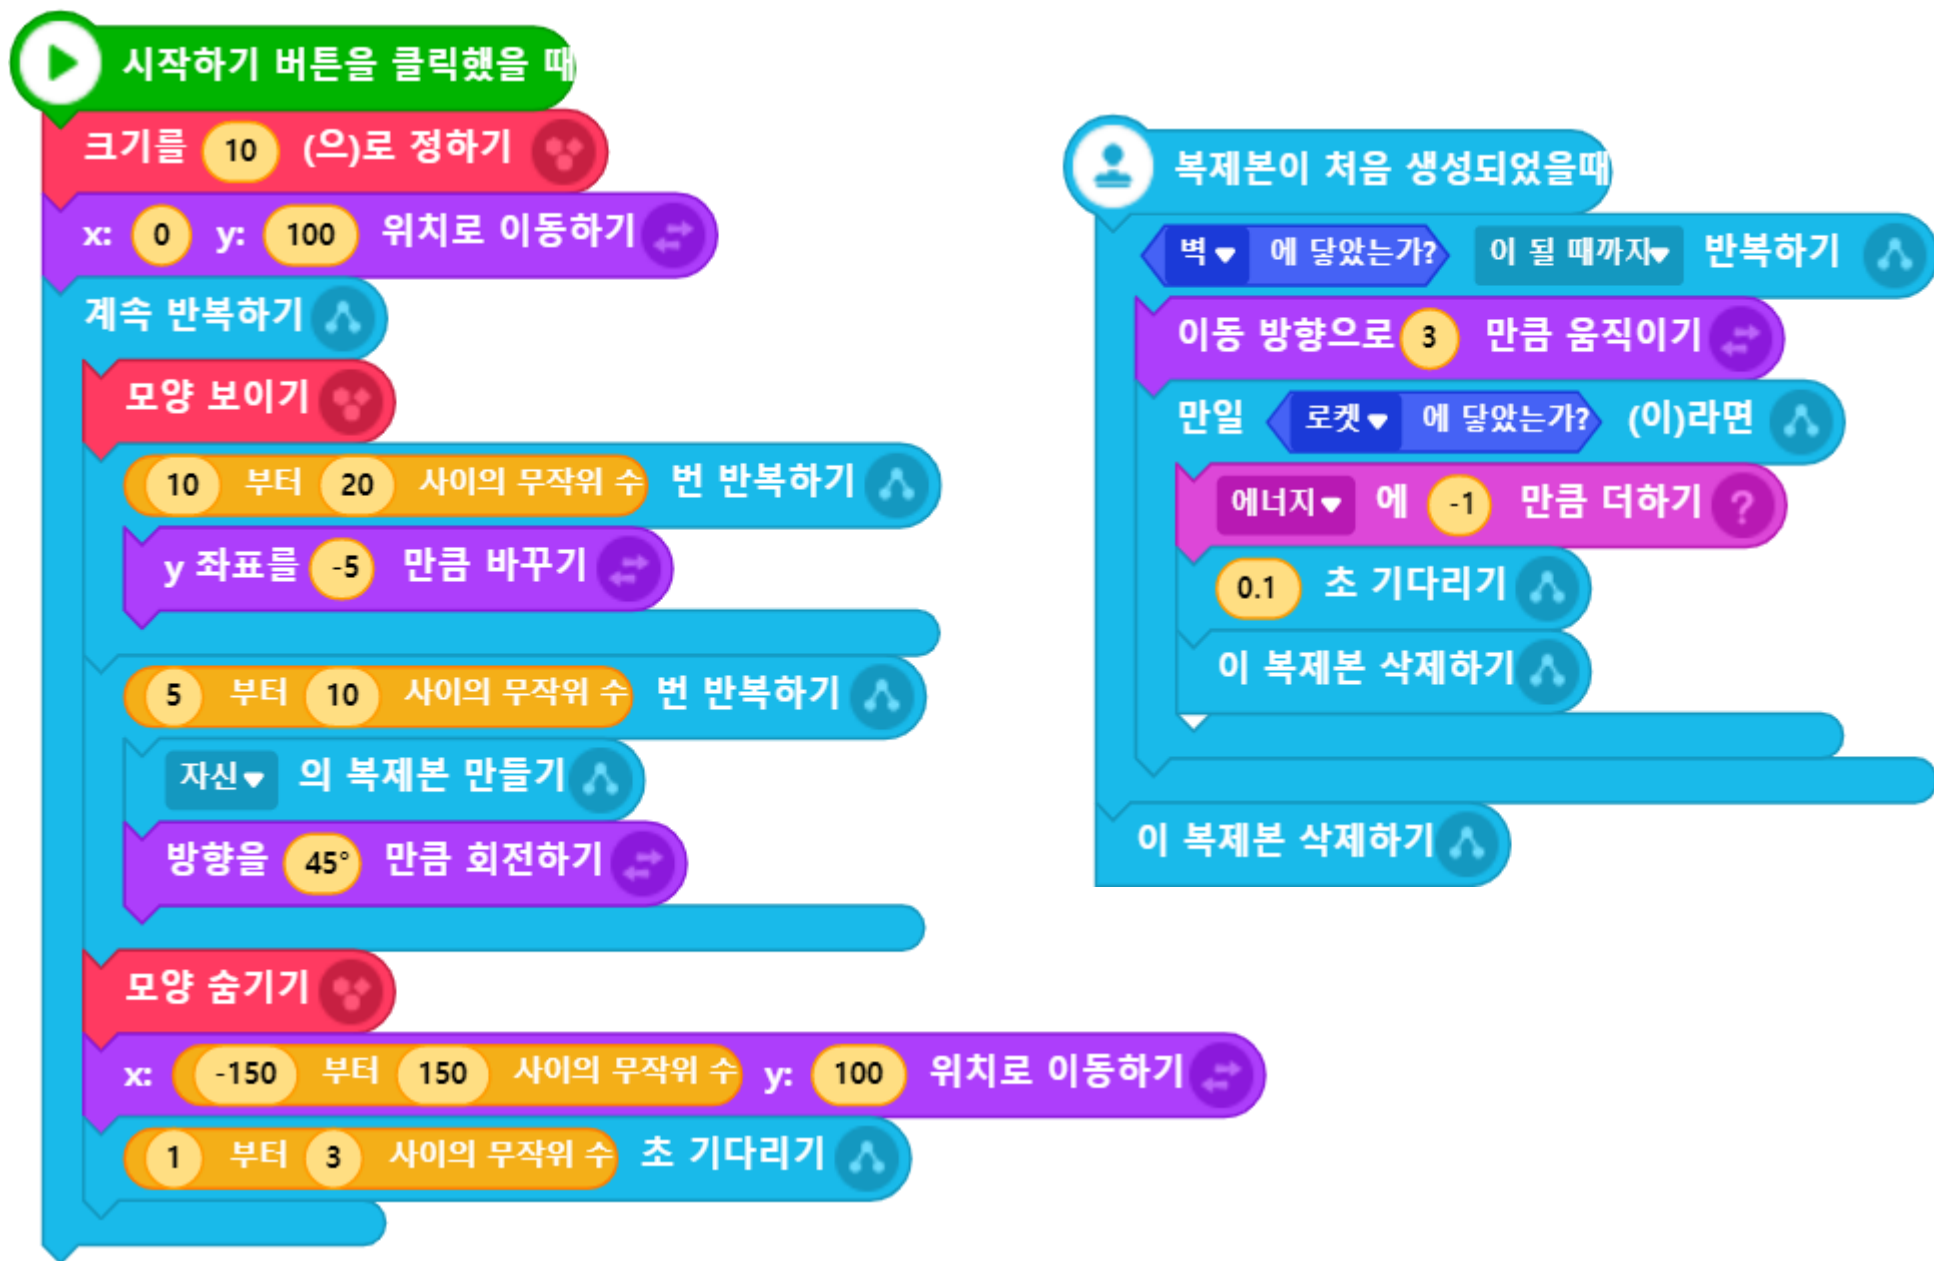 시작하기 버튼을 클릭했을 때
크기를 10 (으)로 정하기
x: 0 y: 100 위치로 이동하기
계속 반복하기
모양 보이기
10 부터 20 사이의 무작위 수 번 반복하기
y 좌표를 -5 만큼 바꾸기
5 부터 10 사이의 무작위 수 번 반복하기
자신 의 복제본 만들기
방향을 45° 만큼 회전하기
모양 숨기기
x: -150 부터 150 사이의 무작위 수 y: 100 위치로 이동하기
1 부터 3 사이의 무작위 수 초 기다리기
복제본이 처음 생성되었을때
벽 에 닿았는가? 이 될 때까지 반복하기
이동 방향으로 3 만큼 움직이기
만일 로켓 에 닿았는가? (이)라면
에너지 에 -1 만큼 더하기 ?
0.1 초 기다리기
이 복제본 삭제하기
이 복제본 삭제하기